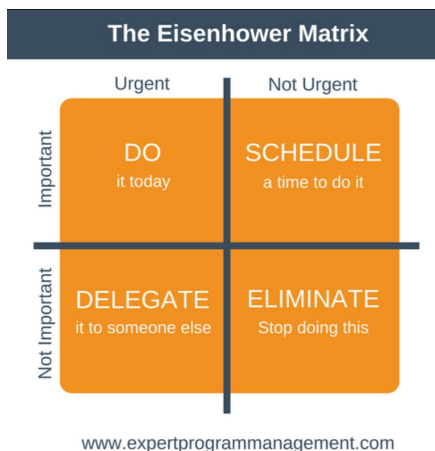 The Eisenhower Matrix
Urgent
Not Urgent
Important
DO
it today
SCHEDULE
a time to do it
Not Important
DELEGATE
it to someone else
ELIMINATE
Stop doing this
www.expertprogrammanagement.com